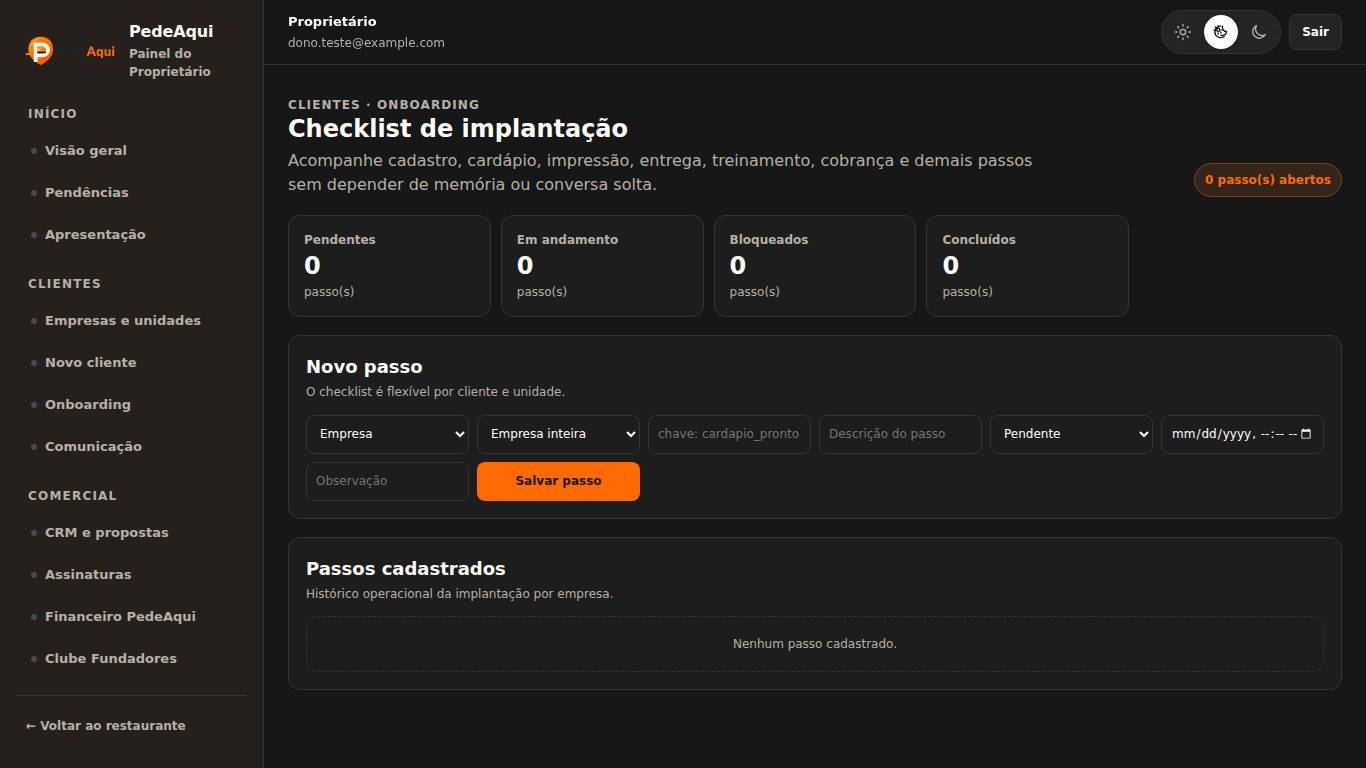 Aqui
PedeAqui
Painel do
Proprietário
INÍCIO
Visão geral
Pendências
Apresentação
CLIENTES
Empresas e unidades
Novo cliente
Onboarding
Comunicação
COMERCIAL
CRM e propostas
Assinaturas
Financeiro PedeAqui
Clube Fundadores
← Voltar ao restaurante
Proprietário
dono.teste@example.com
Sair
CLIENTES · ONBOARDING
Checklist de implantação
Acompanhe cadastro, cardápio, impressão, entrega, treinamento, cobrança e demais passos
sem depender de memória ou conversa solta.
0 passo(s) abertos
Pendentes
0
passo(s)
Em andamento
0
passo(s)
Bloqueados
0
passo(s)
Concluídos
0
passo(s)
Novo passo
O checklist é flexível por cliente e unidade.
Empresa
Empresa inteira
chave: cardapio_pronto
Descrição do passo
Pendente
mm/dd/yyyy, --:-- --
Observação
Salvar passo
Passos cadastrados
Histórico operacional da implantação por empresa.
Nenhum passo cadastrado.